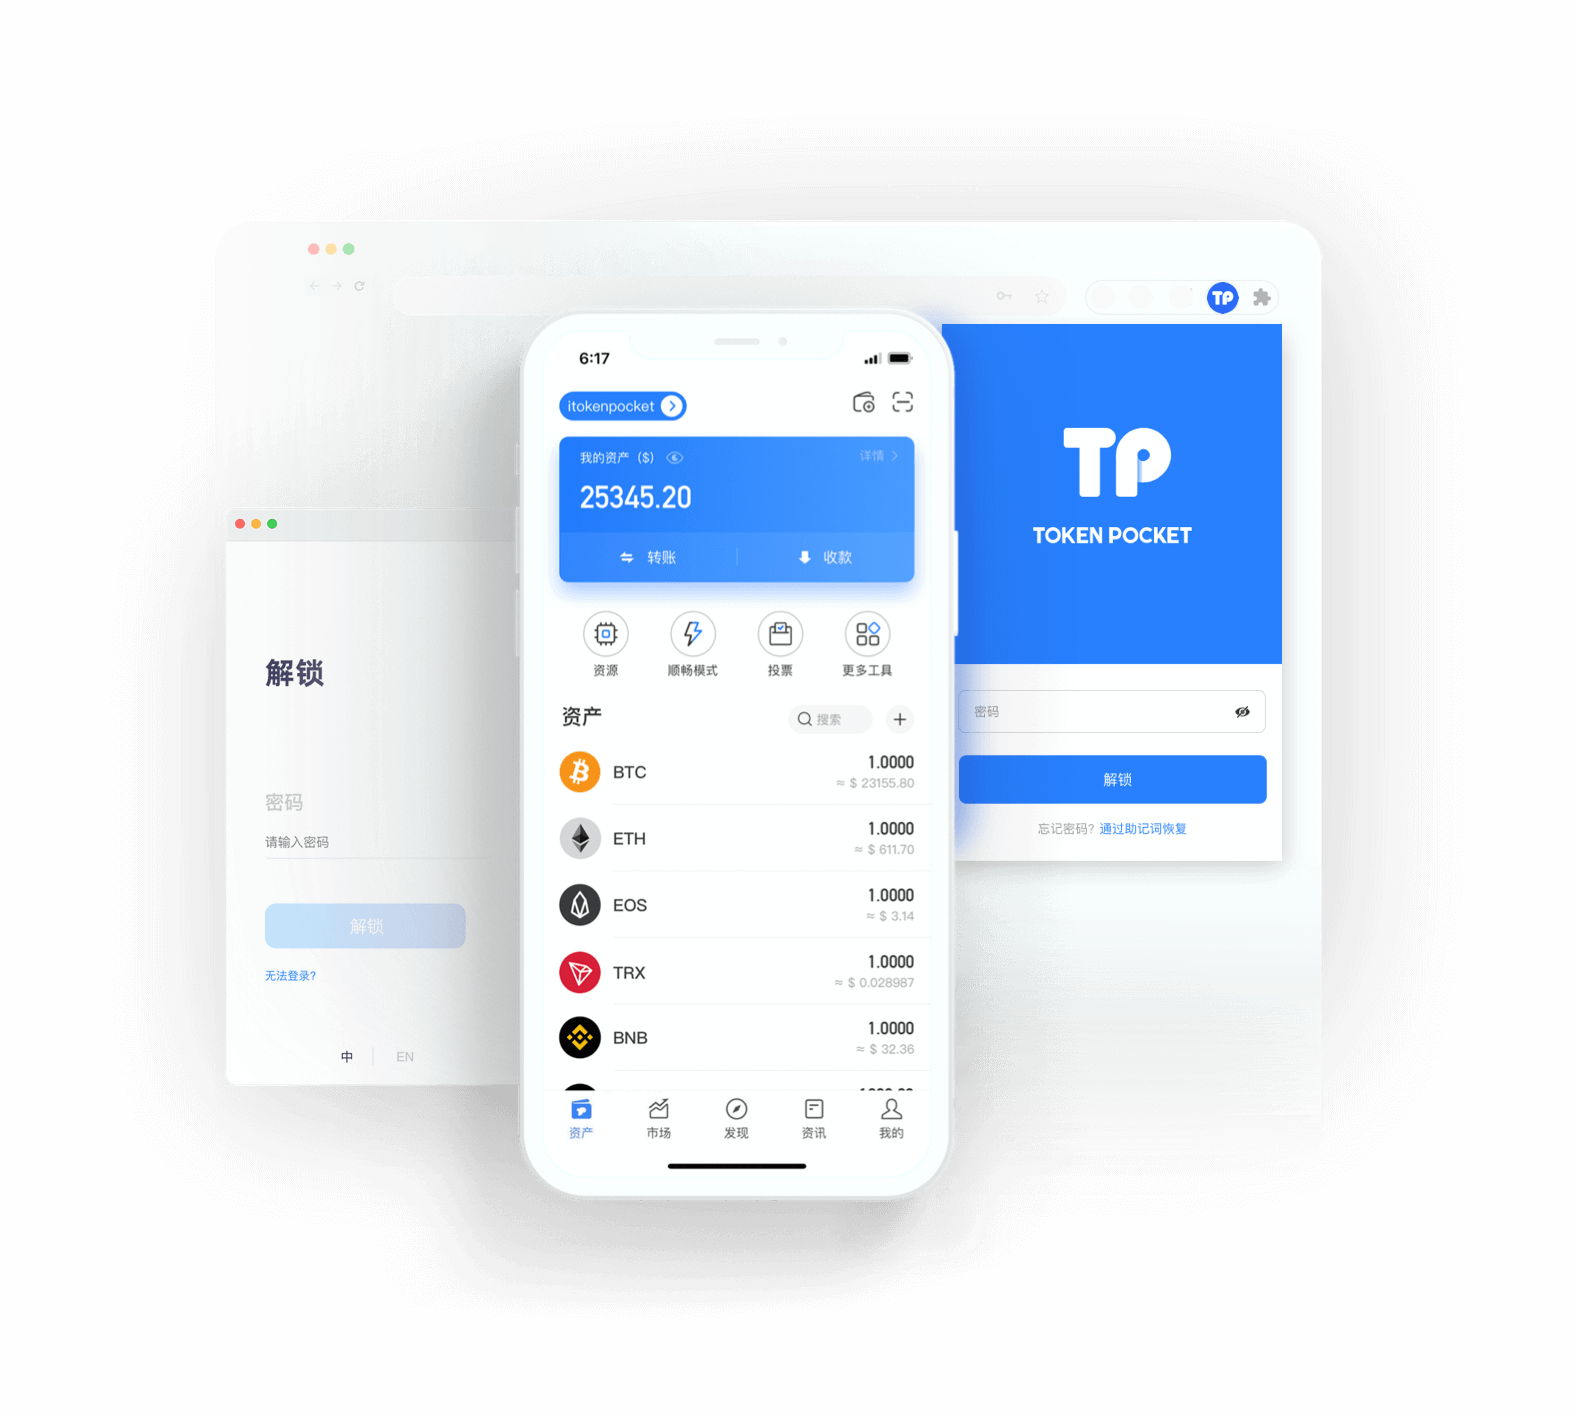 TP
6:17
itokenpocket
我的资产 ($)
详情
25345.20
转账
收款
资源
顺畅模式
投票
更多工具
资产
搜索
BTC
1.0000
≈ $ 23155.80
ETH
1.0000
≈ $ 611.70
EOS
1.0000
≈ $ 3.14
TRX
1.0000
≈ $ 0.028987
BNB
1.0000
≈ $ 32.36
资产
市场
发现
资讯
我的
TP
TOKEN POCKET
密码
解锁
忘记密码? 通过助记词恢复
解锁
密码
请输入密码
解锁
无法登录?
中
EN